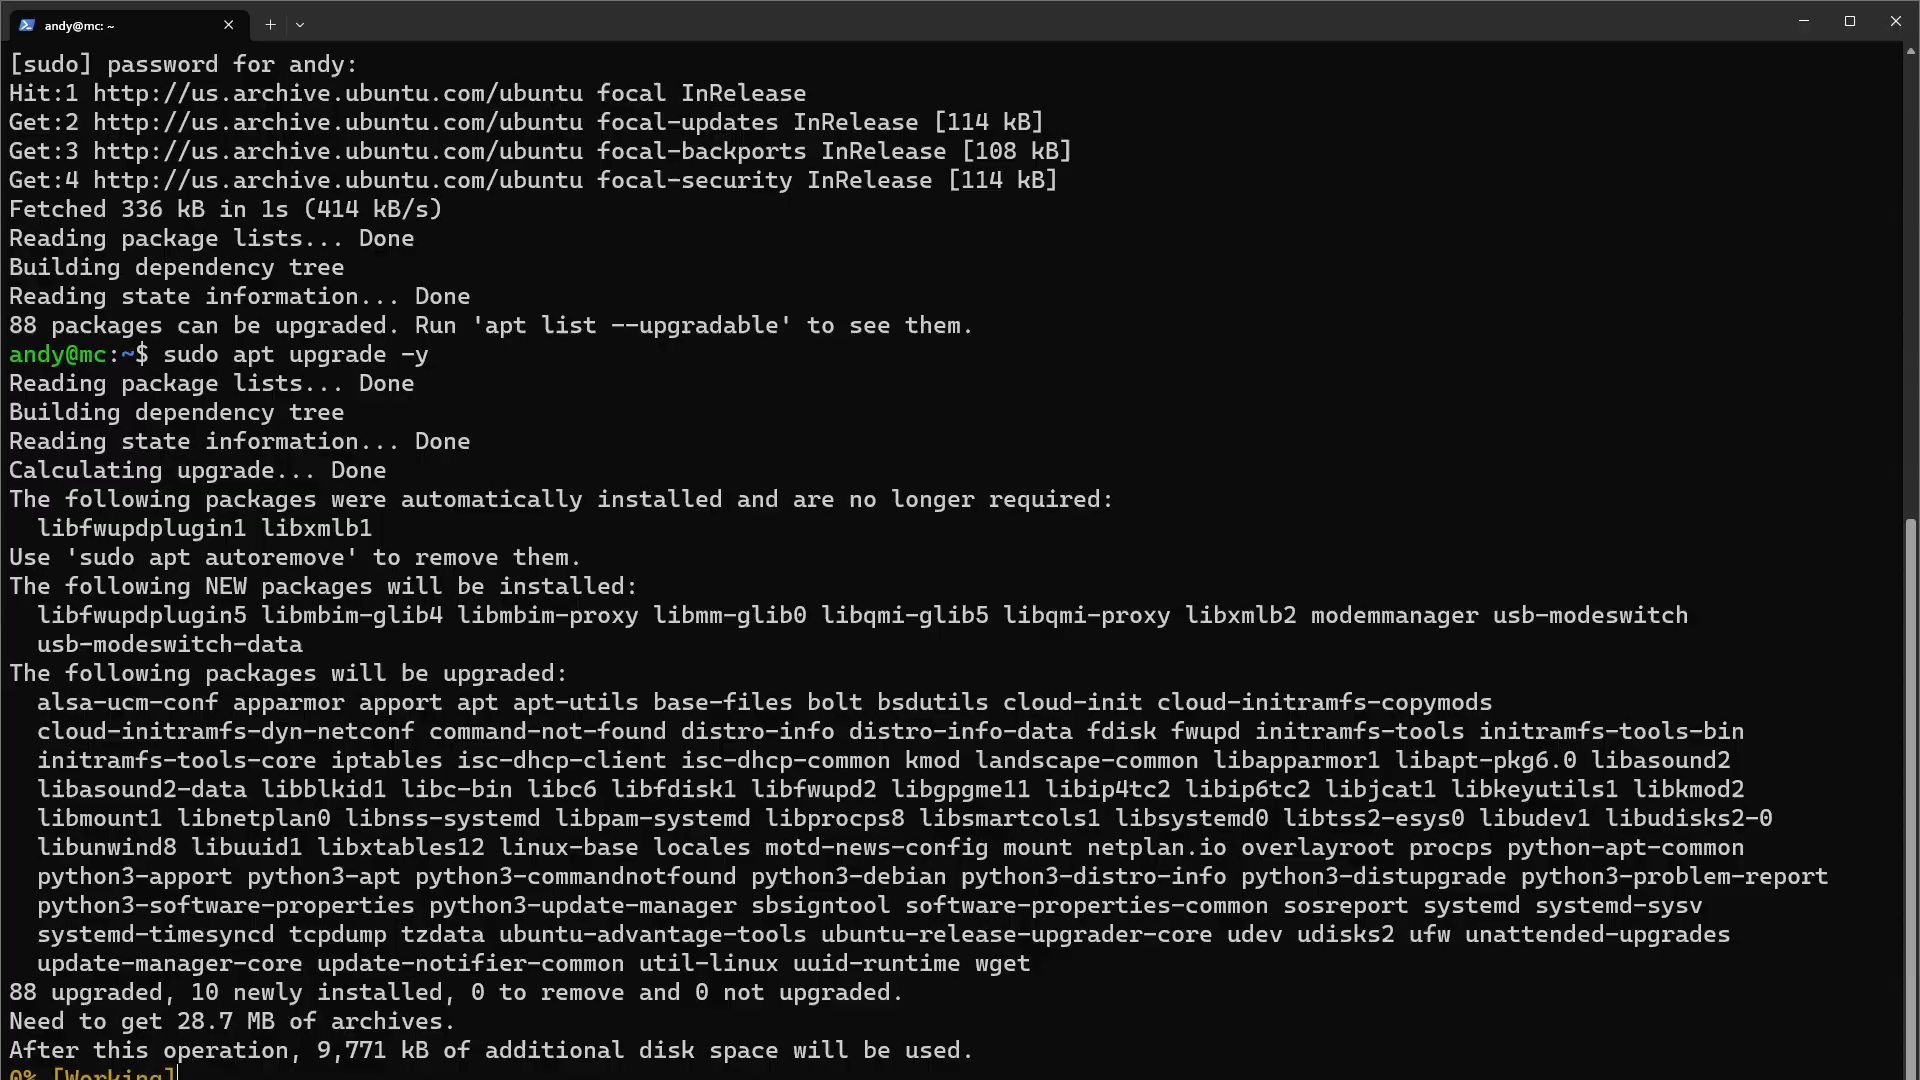 andy@mc: ~
[sudo] password for andy:
Hit:1 http://us.archive.ubuntu.com/ubuntu focal InRelease
Get:2 http://us.archive.ubuntu.com/ubuntu focal-updates InRelease [114 kB]
Get:3 http://us.archive.ubuntu.com/ubuntu focal-backports InRelease [108 kB]
Get:4 http://us.archive.ubuntu.com/ubuntu focal-security InRelease [114 kB]
Fetched 336 kB in 1s (414 kB/s)
Reading package lists... Done
Building dependency tree
Reading state information... Done
88 packages can be upgraded. Run 'apt list --upgradable' to see them.
andy@mc:~$ sudo apt upgrade -y
Reading package lists... Done
Building dependency tree
Reading state information... Done
Calculating upgrade... Done
The following packages were automatically installed and are no longer required:
  libfwupdplugin1 libxmlb1
Use 'sudo apt autoremove' to remove them.
The following NEW packages will be installed:
  libfwupdplugin5 libmbim-glib4 libmbim-proxy libmm-glib0 libqmi-glib5 libqmi-proxy libxmlb2 modemmanager usb-modeswitch
  usb-modeswitch-data
The following packages will be upgraded:
  alsa-ucm-conf apparmor apport apt apt-utils base-files bolt bsdutils cloud-init cloud-initramfs-copymods
  cloud-initramfs-dyn-netconf command-not-found distro-info distro-info-data fdisk fwupd initramfs-tools initramfs-tools-bin
  initramfs-tools-core iptables isc-dhcp-client isc-dhcp-common kmod landscape-common libapparmor1 libapt-pkg6.0 libasound2
  libasound2-data libblkid1 libc-bin libc6 libfdisk1 libfwupd2 libgpgme11 libip4tc2 libip6tc2 libjcat1 libkeyutils1 libkmod2
  libmount1 libnetplan0 libnss-systemd libpam-systemd libprocps8 libsmartcols1 libsystemd0 libtss2-esys0 libudev1 libudisks2-0
  libunwind8 libuuid1 libxtables12 linux-base locales motd-news-config mount netplan.io overlayroot procps python-apt-common
  python3-apport python3-apt python3-commandnotfound python3-debian python3-distro-info python3-distupgrade python3-problem-report
  python3-software-properties python3-update-manager sbsigntool software-properties-common sosreport systemd systemd-sysv
  systemd-timesyncd tcpdump tzdata ubuntu-advantage-tools ubuntu-release-upgrader-core udev udisks2 ufw unattended-upgrades
  update-manager-core update-notifier-common util-linux uuid-runtime wget
88 upgraded, 10 newly installed, 0 to remove and 0 not upgraded.
Need to get 28.7 MB of archives.
After this operation, 9,771 kB of additional disk space will be used.
0% [Working]